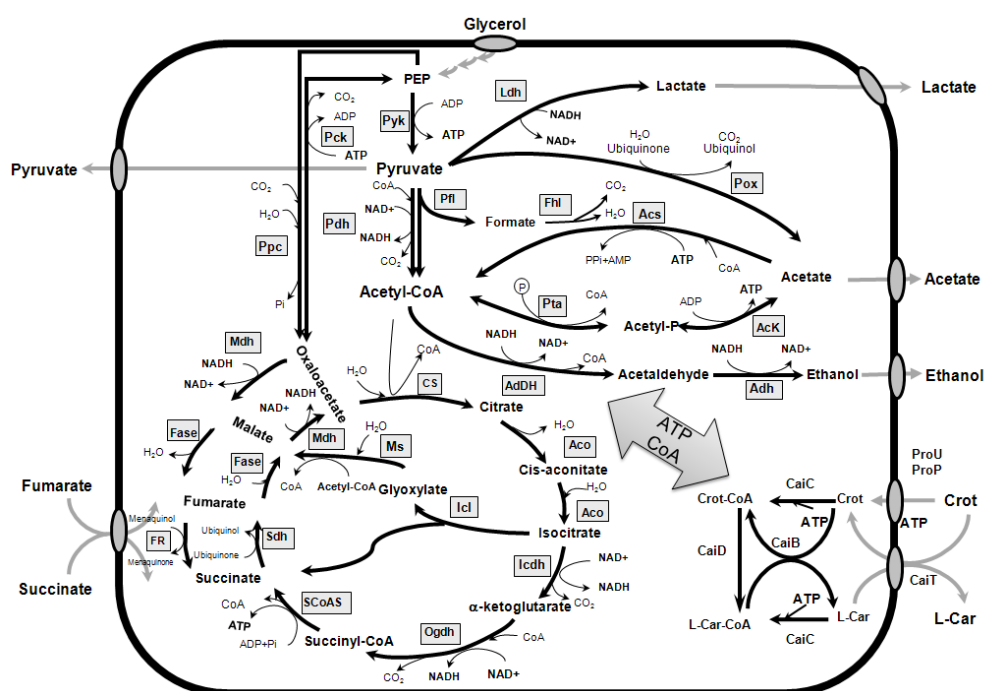 Glycerol
PEP
CO₂
ADP
Pck
ATP
Pyk
ADP
ATP
Ldh
NADH
NAD+
Lactate
Lactate
Pyruvate
Pyruvate
H₂O
Ubiquinone
CO₂
Ubiquinol
Pox
CO₂
H₂O
Ppc
Pi
CoA
NAD+
Pdh
NADH
CO₂
Pfl
Formate
Fhl
CO₂
H₂O
Acs
PPi+AMP
ATP
CoA
Acetate
Acetate
Acetyl-CoA
P
Pta
CoA
Acetyl-P
ADP
ATP
AcK
Mdh
NADH
NAD+
Oxaloacetate
NADH
NAD+
Mdh
Malate
H₂O
CoA
CS
Citrate
NADH
NAD+
CoA
AdDH
Acetaldehyde
NADH
NAD+
Adh
Ethanol
Ethanol
ATP
CoA
Fase
H₂O
Fase
H₂O
H₂O
Ms
CoA
Acetyl-CoA
Glyoxylate
H₂O
Aco
Cis-aconitate
H₂O
Aco
Isocitrate
Icl
Fumarate
Fumarate
Menaquinol
FR
Menaquinone
Ubiquinol
Ubiquinone
Sdh
Succinate
Succinate
Icdh
NAD+
NADH
CO₂
α-ketoglutarate
CoA
ATP
ADP+Pi
SCoAS
Succinyl-CoA
Ogdh
CoA
CO₂
NADH
NAD+
ProU
ProP
Crot-CoA
CaiC
Crot
ATP
ATP
Crot
CaiD
CaiB
CaiT
L-Car-CoA
ATP
CaiC
L-Car
L-Car